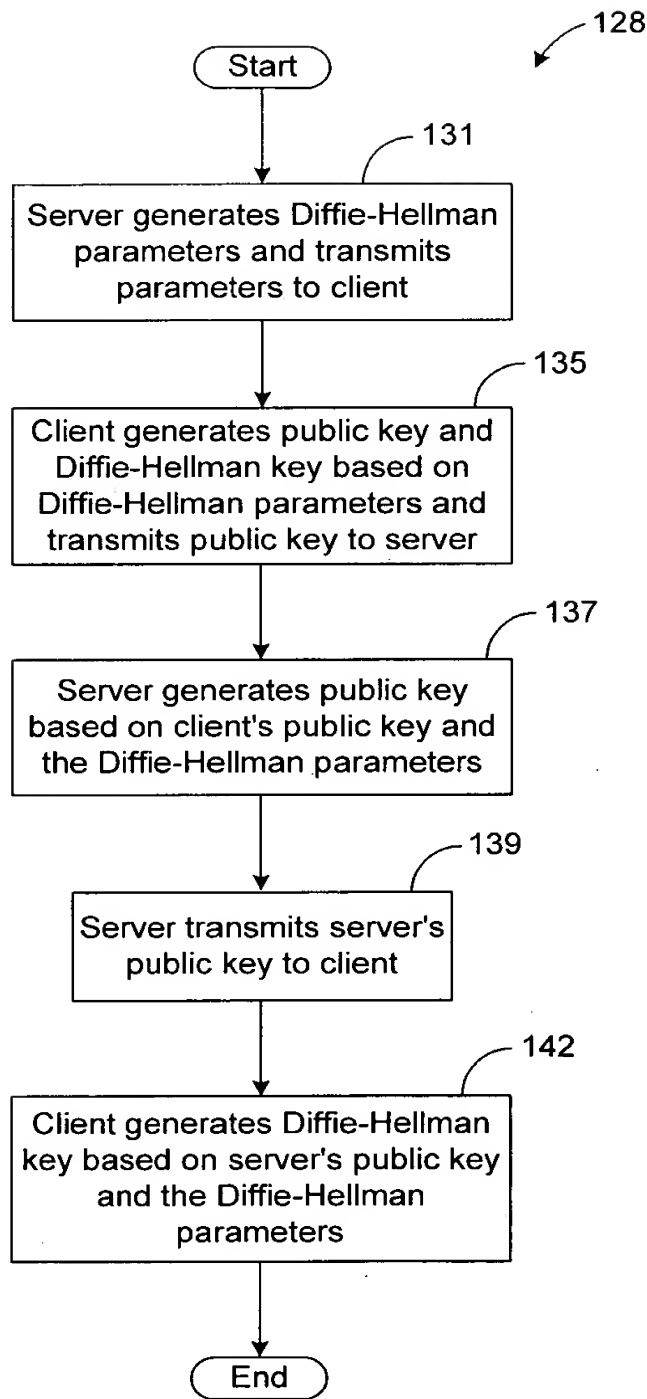 128
Start
131
Server generates Diffie-Hellman
parameters and transmits
parameters to client
135
Client generates public key and
Diffie-Hellman key based on
Diffie-Hellman parameters and
transmits public key to server
137
Server generates public key
based on client's public key and
the Diffie-Hellman parameters
139
Server transmits server's
public key to client
142
Client generates Diffie-Hellman
key based on server's public key
and the Diffie-Hellman
parameters
End